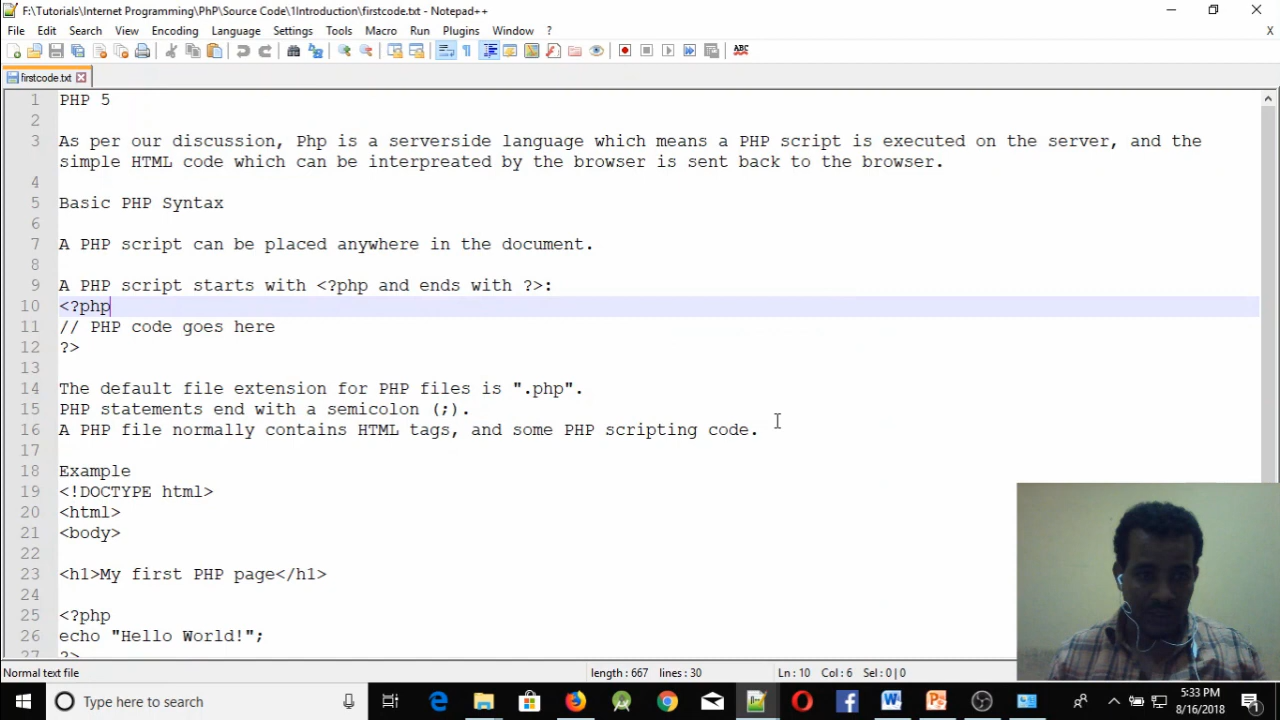 F:\Tutorials\Internet Programming\PhP\Source Code\1Introduction\firstcode.txt - Notepad++
File Edit Search View Encoding Language Settings Tools Macro Run Plugins Window ? X
ABC
firstcode.txt
1 PHP 5
2
3 As per our discussion, Php is a serverside language which means a PHP script is executed on the server, and the
simple HTML code which can be interpreated by the browser is sent back to the browser.
4
5 Basic PHP Syntax
6
7 A PHP script can be placed anywhere in the document.
8
9 A PHP script starts with <?php and ends with ?>:
10 <?php
11 // PHP code goes here
12 ?>
13
14 The default file extension for PHP files is ".php".
15 PHP statements end with a semicolon (;).
16 A PHP file normally contains HTML tags, and some PHP scripting code.
17
18 Example
19 <!DOCTYPE html>
20 <html>
21 <body>
22
23 <h1>My first PHP page</h1>
24
25 <?php
26 echo "Hello World!";
27 ?>
Normal text file length : 667 lines : 30 Ln : 10 Col : 6 Sel : 0 | 0
Type here to search
5:33 PM
8/16/2018